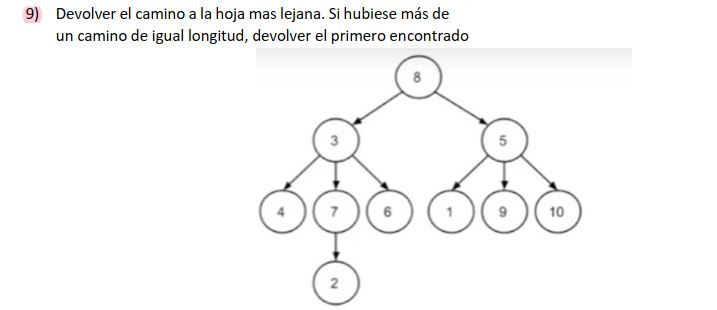 9) Devolver el camino a la hoja mas lejana. Si hubiese más de
un camino de igual longitud, devolver el primero encontrado
8
3 5
4 7 6 1 9 10
2